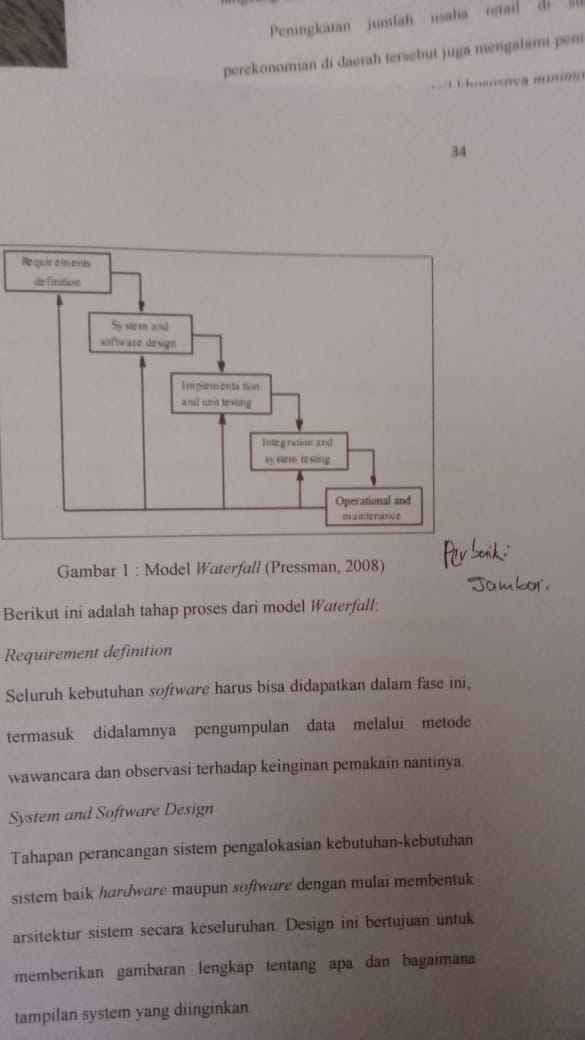 Peningkatan jumlah usaha retail di
perekonomian di daerah tersebut juga mengalami
khususnya
34
Requirements
definition
System and
software design
Implementation
and unit testing
Integration and
system testing
Operational and
maintenance
Gambar 1 : Model Waterfall (Pressman, 2008)
Perbaiki
Berikut ini adalah tahap proses dari model Waterfall:
Requirement definition
Seluruh kebutuhan software harus bisa didapatkan dalam fase ini,
termasuk didalamnya pengumpulan data melalui metode
wawancara dan observasi terhadap keinginan pemakain nantinya.
System and Software Design
Tahapan perancangan sistem pengalokasian kebutuhan-kebutuhan
sistem baik hardware maupun software dengan mulai membentuk
arsitektur sistem secara keseluruhan. Design ini bertujuan untuk
memberikan gambaran lengkap tentang apa dan bagaimana
tampilan system yang diinginkan.